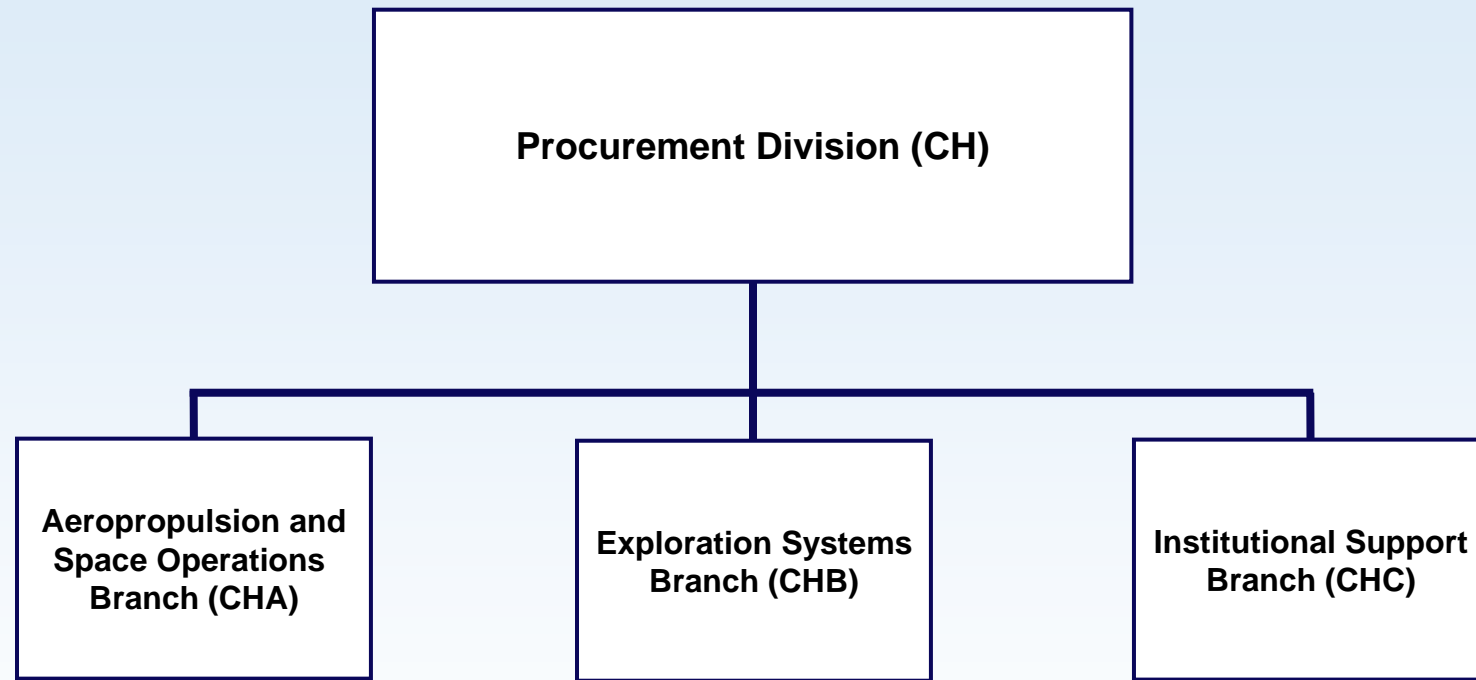 Procurement Division (CH)
Aeropropulsion and
Space Operations
Branch (CHA)
Exploration Systems
Branch (CHB)
Institutional Support
Branch (CHC)